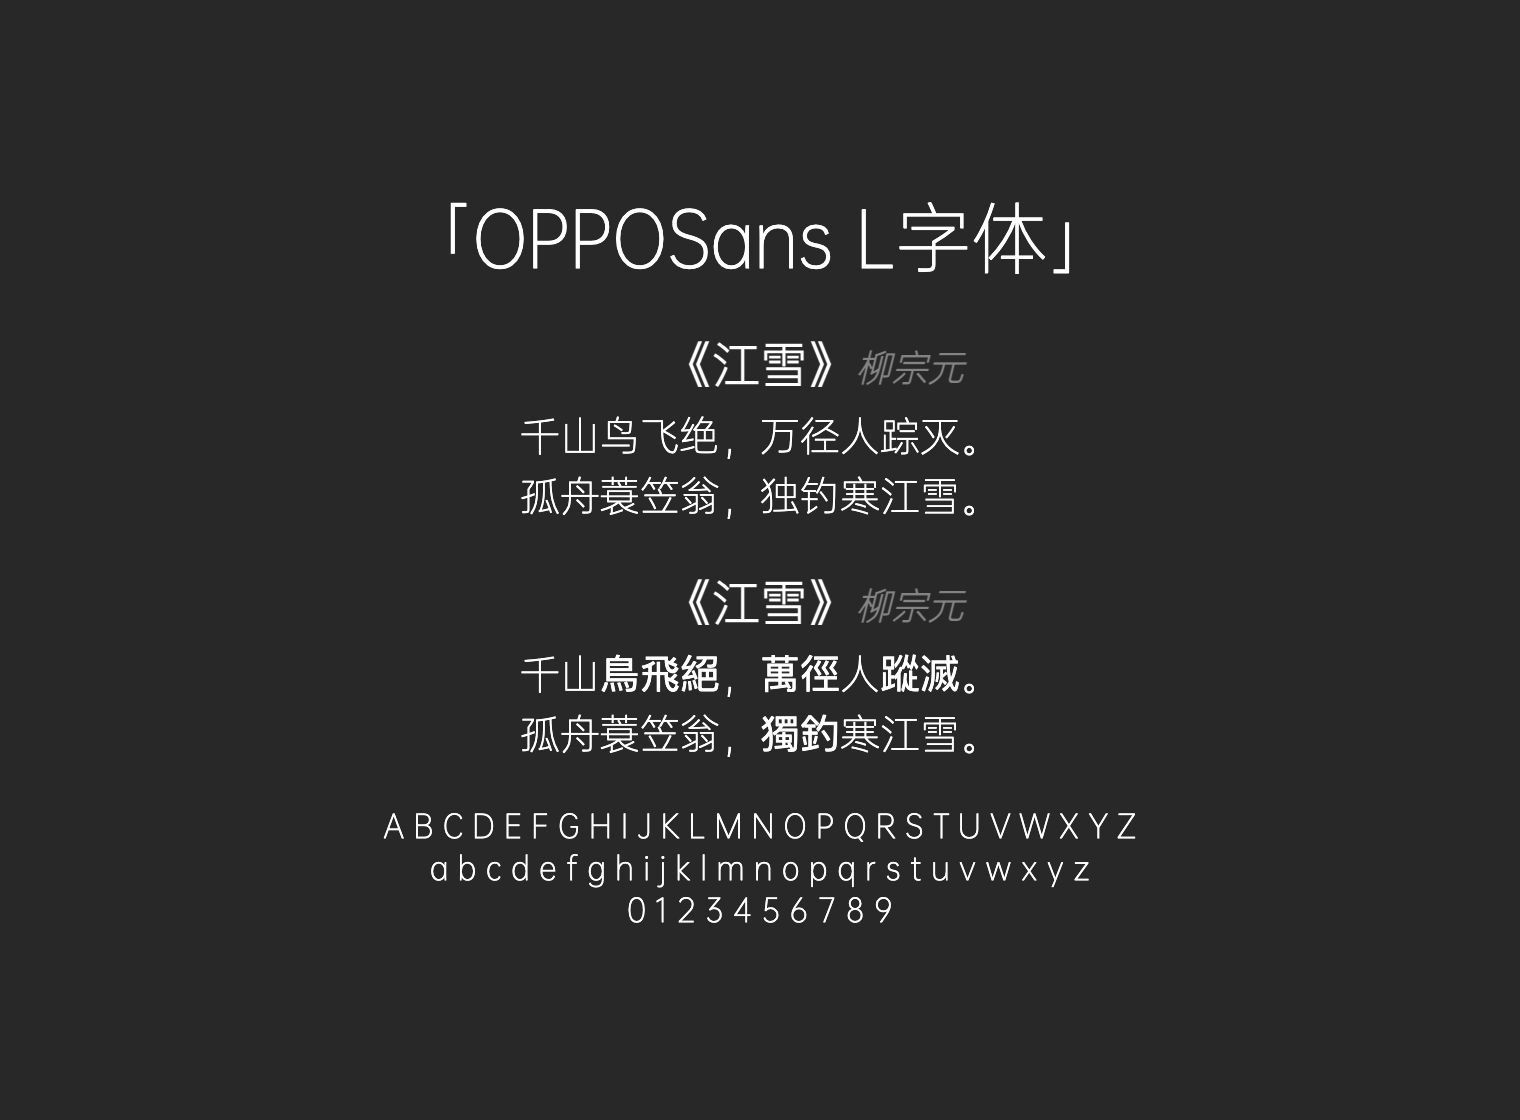 「OPPOSans L字体」
《江雪》柳宗元
千山鸟飞绝，万径人踪灭。
孤舟蓑笠翁，独钓寒江雪。
《江雪》柳宗元
千山鳥飛絕，萬徑人蹤滅。
孤舟蓑笠翁，獨釣寒江雪。
A B C D E F G H I J K L M N O P Q R S T U V W X Y Z
a b c d e f g h i j k l m n o p q r s t u v w x y z
0 1 2 3 4 5 6 7 8 9